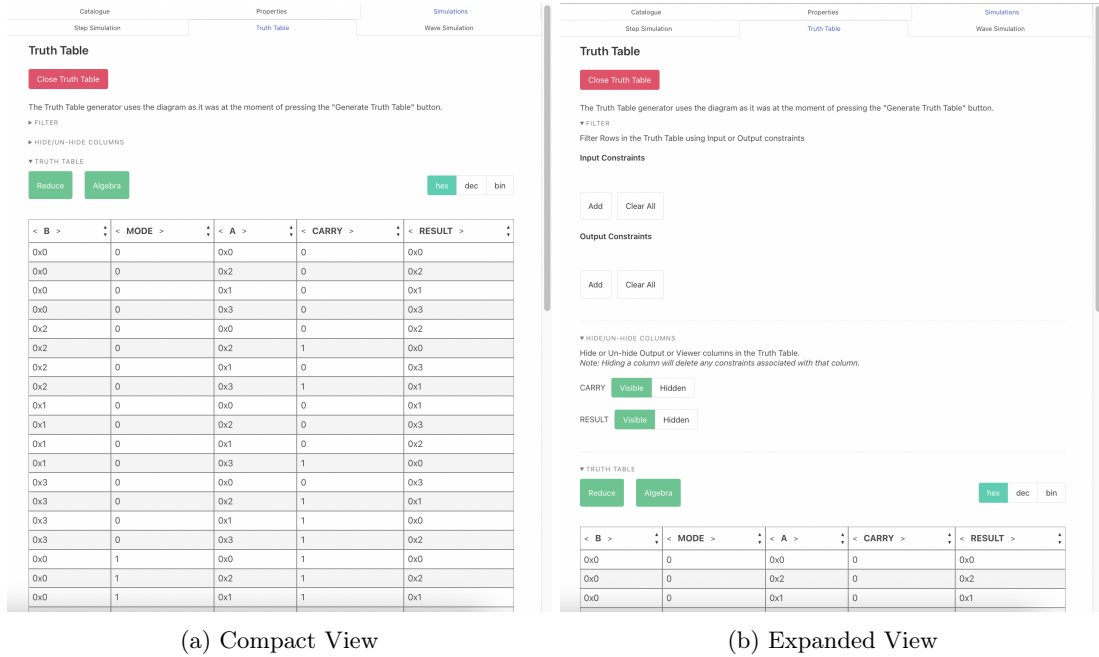 Catalogue Properties Simulations
Step Simulation Truth Table Wave Simulation
Truth Table
Close Truth Table
The Truth Table generator uses the diagram as it was at the moment of pressing the "Generate Truth Table" button.
▶ FILTER
▶ HIDE/UN-HIDE COLUMNS
▼ TRUTH TABLE
Reduce Algebra hex dec bin
< B > < MODE > < A > < CARRY > < RESULT >
0x0 0 0x0 0 0x0
0x0 0 0x2 0 0x2
0x0 0 0x1 0 0x1
0x0 0 0x3 0 0x3
0x2 0 0x0 0 0x2
0x2 0 0x2 1 0x0
0x2 0 0x1 0 0x3
0x2 0 0x3 1 0x1
0x1 0 0x0 0 0x1
0x1 0 0x2 0 0x3
0x1 0 0x1 0 0x2
0x1 0 0x3 1 0x0
0x3 0 0x0 0 0x3
0x3 0 0x2 1 0x1
0x3 0 0x1 1 0x0
0x3 0 0x3 1 0x2
0x0 1 0x0 1 0x0
0x0 1 0x2 1 0x2
0x0 1 0x1 1 0x1
(a) Compact View
Catalogue Properties Simulations
Step Simulation Truth Table Wave Simulation
Truth Table
Close Truth Table
The Truth Table generator uses the diagram as it was at the moment of pressing the "Generate Truth Table" button.
▼ FILTER
Filter Rows in the Truth Table using Input or Output constraints
Input Constraints
Add Clear All
Output Constraints
Add Clear All
▼ HIDE/UN-HIDE COLUMNS
Hide or Un-hide Output or Viewer columns in the Truth Table.
Note: Hiding a column will delete any constraints associated with that column.
CARRY Visible Hidden
RESULT Visible Hidden
▼ TRUTH TABLE
Reduce Algebra hex dec bin
< B > < MODE > < A > < CARRY > < RESULT >
0x0 0 0x0 0 0x0
0x0 0 0x2 0 0x2
0x0 0 0x1 0 0x1
(b) Expanded View